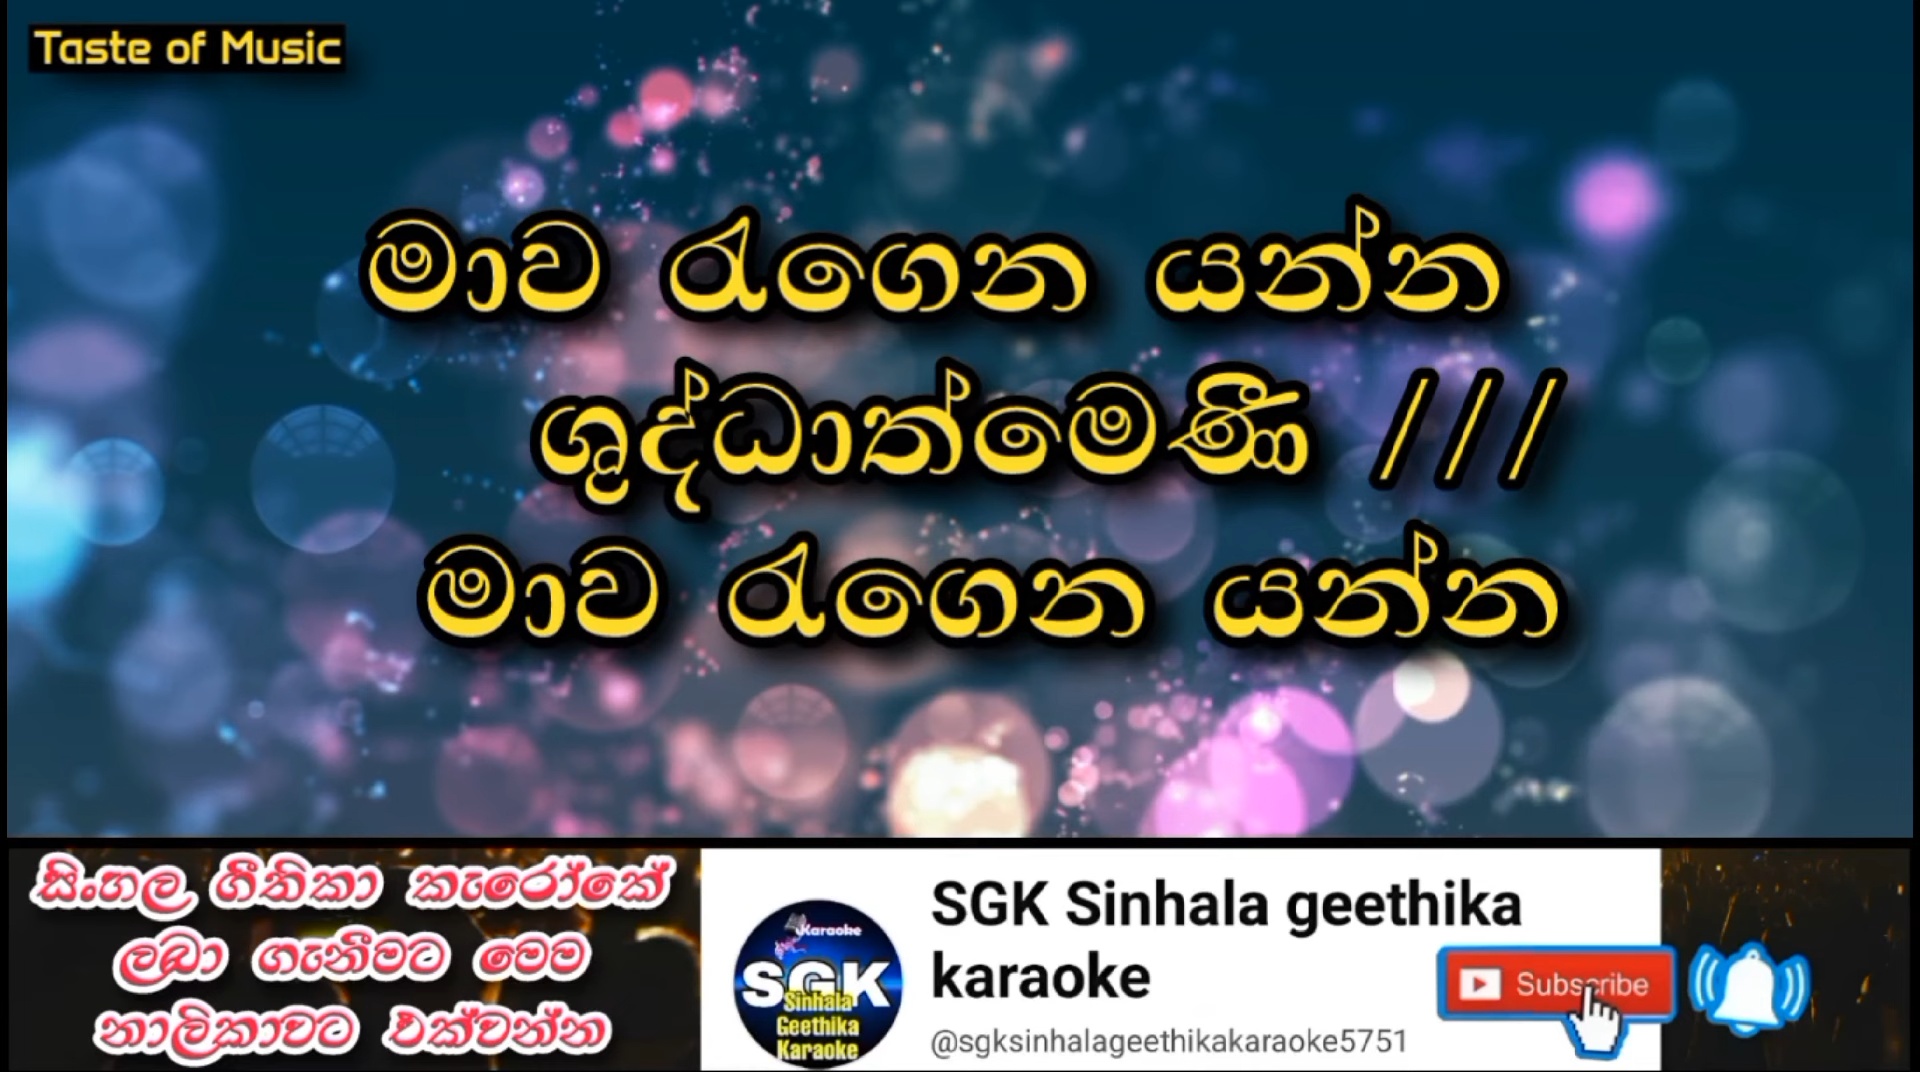 Taste of Music
මාව රැගෙන යන්න
ශුද්ධාත්මෙණී ///
මාව රැගෙන යන්න
සිංහල ගීතිකා කැරෝකේ
ලබා ගැනීමට මෙම
නාලිකාවට එක්වන්න
Karaoke
SGK
Sinhala
Geethika
Karaoke
SGK Sinhala geethika
karaoke
@sgksinhalageethikakaraoke5751
Subscribe